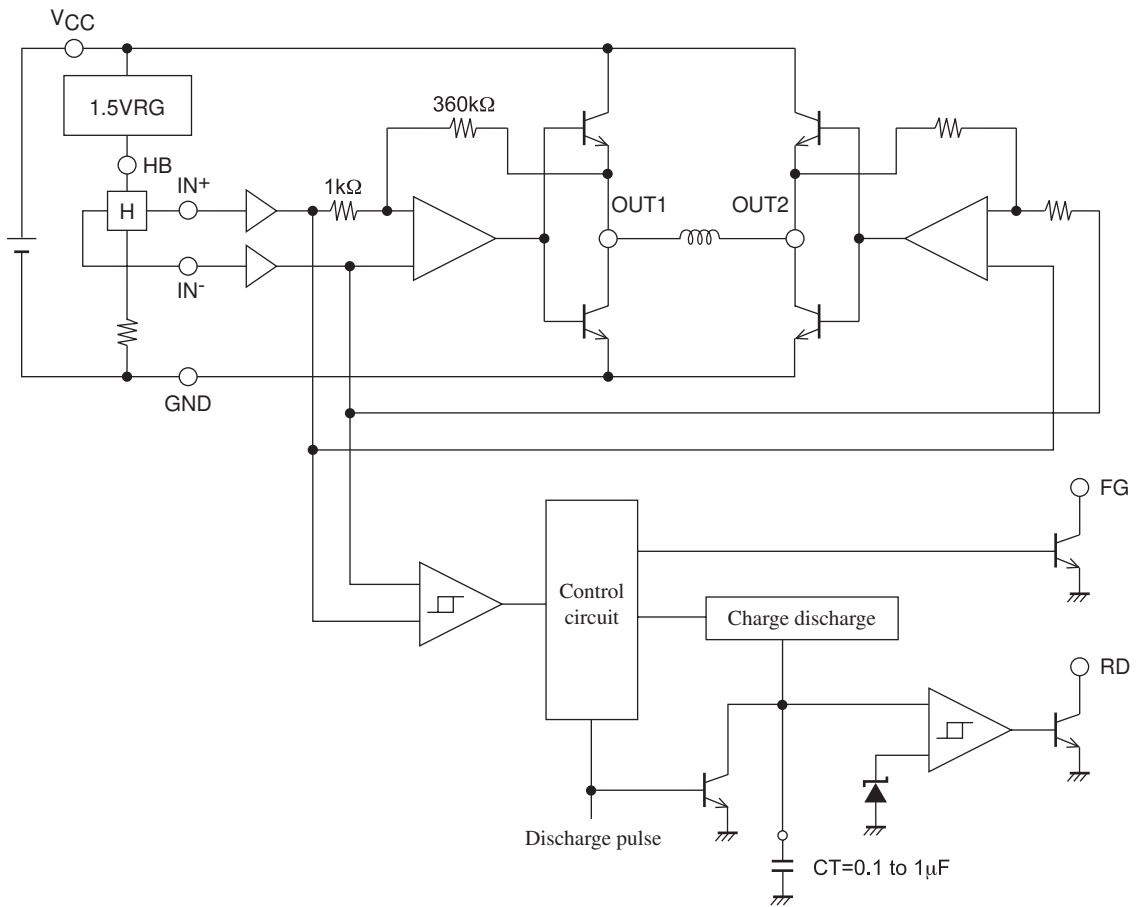 VCC
1.5VRG
HB
H
IN+
IN-
1kΩ
360kΩ
OUT1
OUT2
GND
FG
Control
circuit
Charge discharge
RD
Discharge pulse
CT=0.1 to 1µF